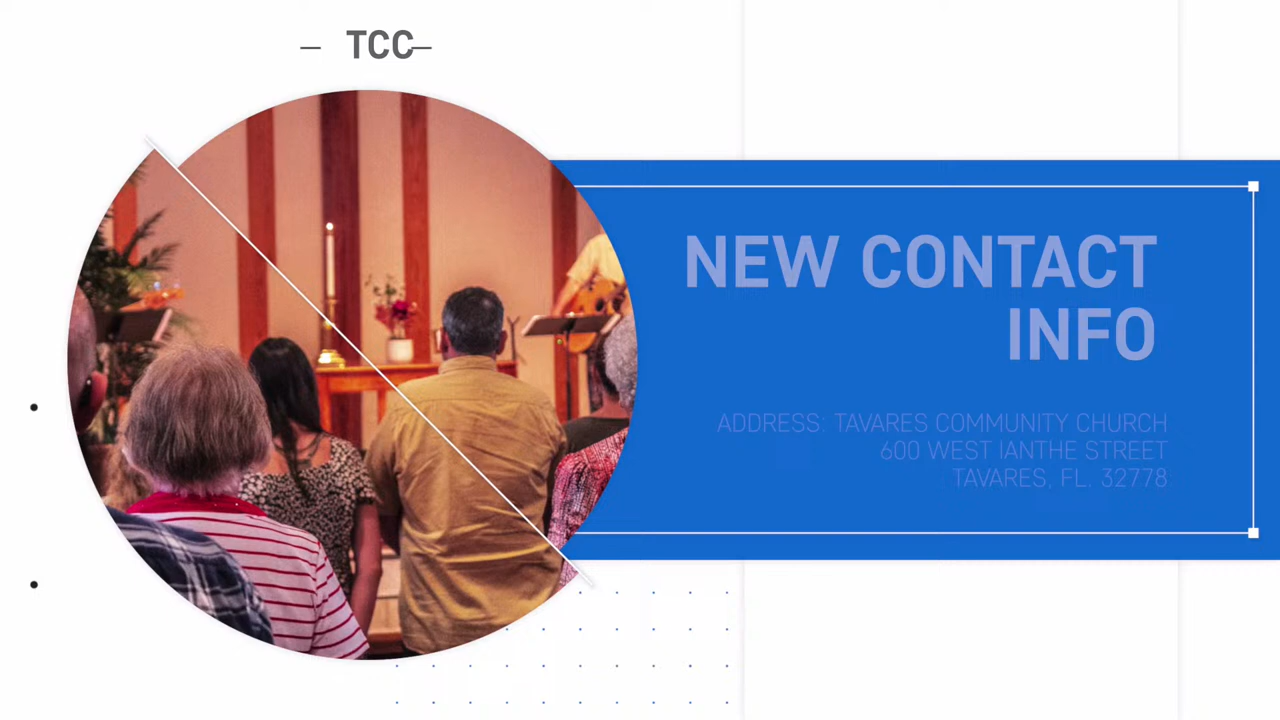 TCC
NEW CONTACT
INFO
ADDRESS: TAVARES COMMUNITY CHURCH
600 WEST IANTHE STREET
TAVARES, FL. 32778